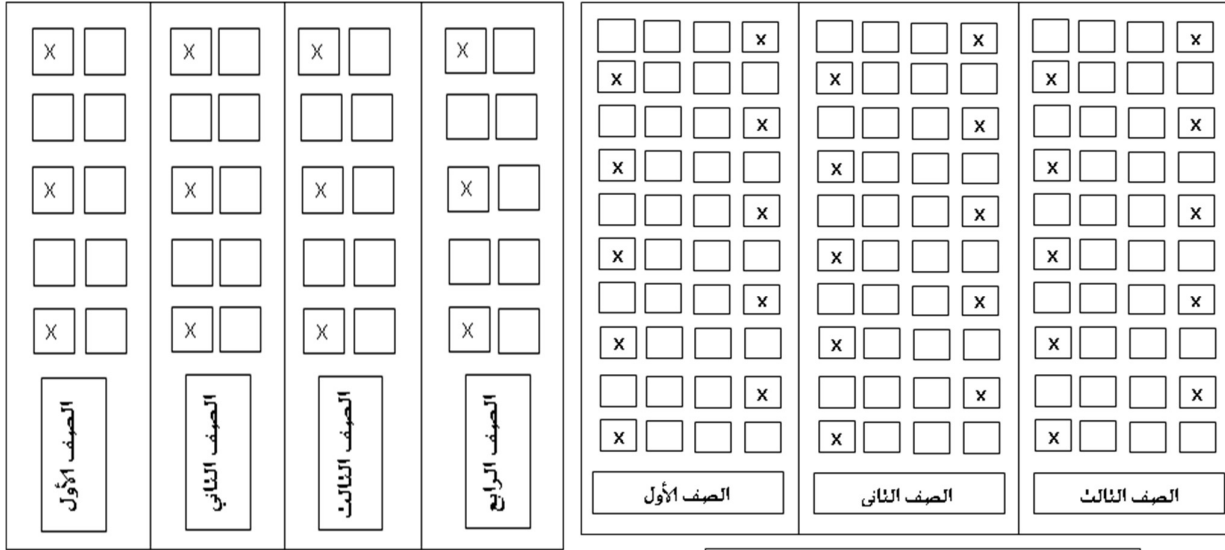 X X X X
X X X X
X X X X
الصف الأول
الصف الثاني
الصف الثالث
الصف الرابع
x x x
x x x
x x x
x x x
x x x
x x x
x x x
x x x
x x x
x x x
الصف الأول
الصف الثانى
الصف الثالث